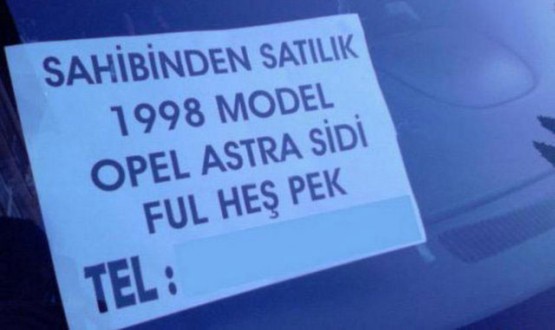 SAHİBİNDEN SATILIK
1998 MODEL
OPEL ASTRA SİDİ
FUL HEŞ PEK
TEL :